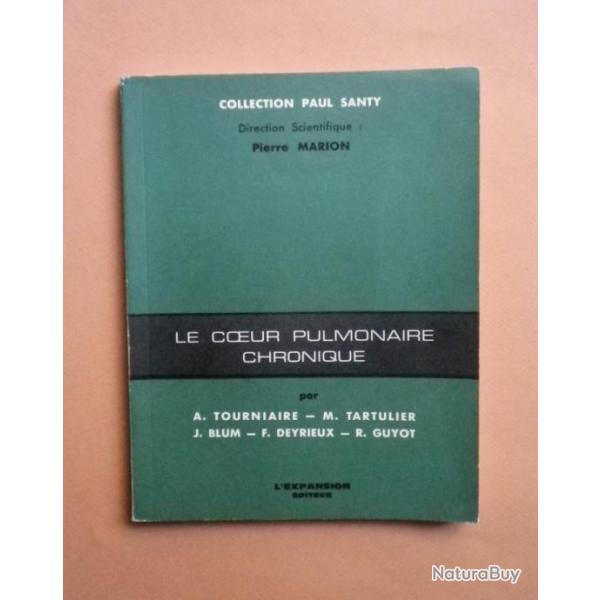 COLLECTION PAUL SANTY
Direction Scientifique :
Pierre MARION
LE CŒUR PULMONAIRE
CHRONIQUE
par
A. TOURNIAIRE — M. TARTULIER
J. BLUM — F. DEYRIEUX — R. GUYOT
L'EXPANSION
EDITEUR
NaturaBuy